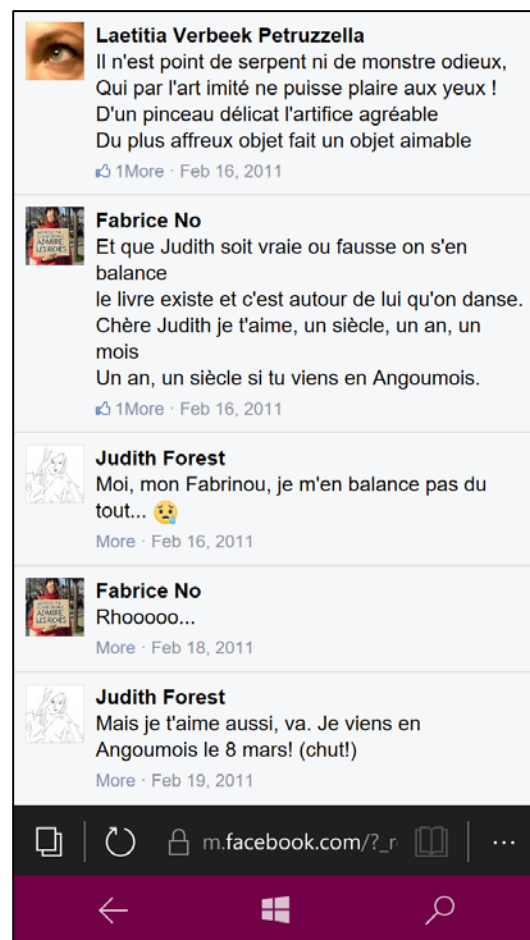 Laetitia Verbeek Petruzzella
Il n'est point de serpent ni de monstre odieux,
Qui par l'art imité ne puisse plaire aux yeux !
D'un pinceau délicat l'artifice agréable
Du plus affreux objet fait un objet aimable
1More · Feb 16, 2011
ADMIRE
LES RICHES
Fabrice No
Et que Judith soit vraie ou fausse on s'en
balance
le livre existe et c'est autour de lui qu'on danse.
Chère Judith je t'aime, un siècle, un an, un
mois
Un an, un siècle si tu viens en Angoumois.
1More · Feb 16, 2011
Judith Forest
Moi, mon Fabrinou, je m'en balance pas du
tout... 😢
More · Feb 16, 2011
ADMIRE
LES RICHES
Fabrice No
Rhooooo...
More · Feb 18, 2011
Judith Forest
Mais je t'aime aussi, va. Je viens en
Angoumois le 8 mars! (chut!)
More · Feb 19, 2011
m.facebook.com/?_r